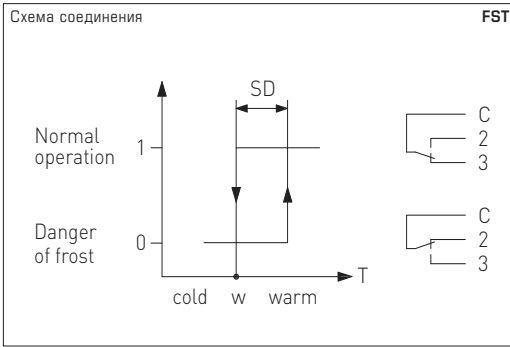 Схема соединения FST
SD
Normal
operation
1
C
2
3
Danger
of frost
0
C
2
3
T
cold w warm